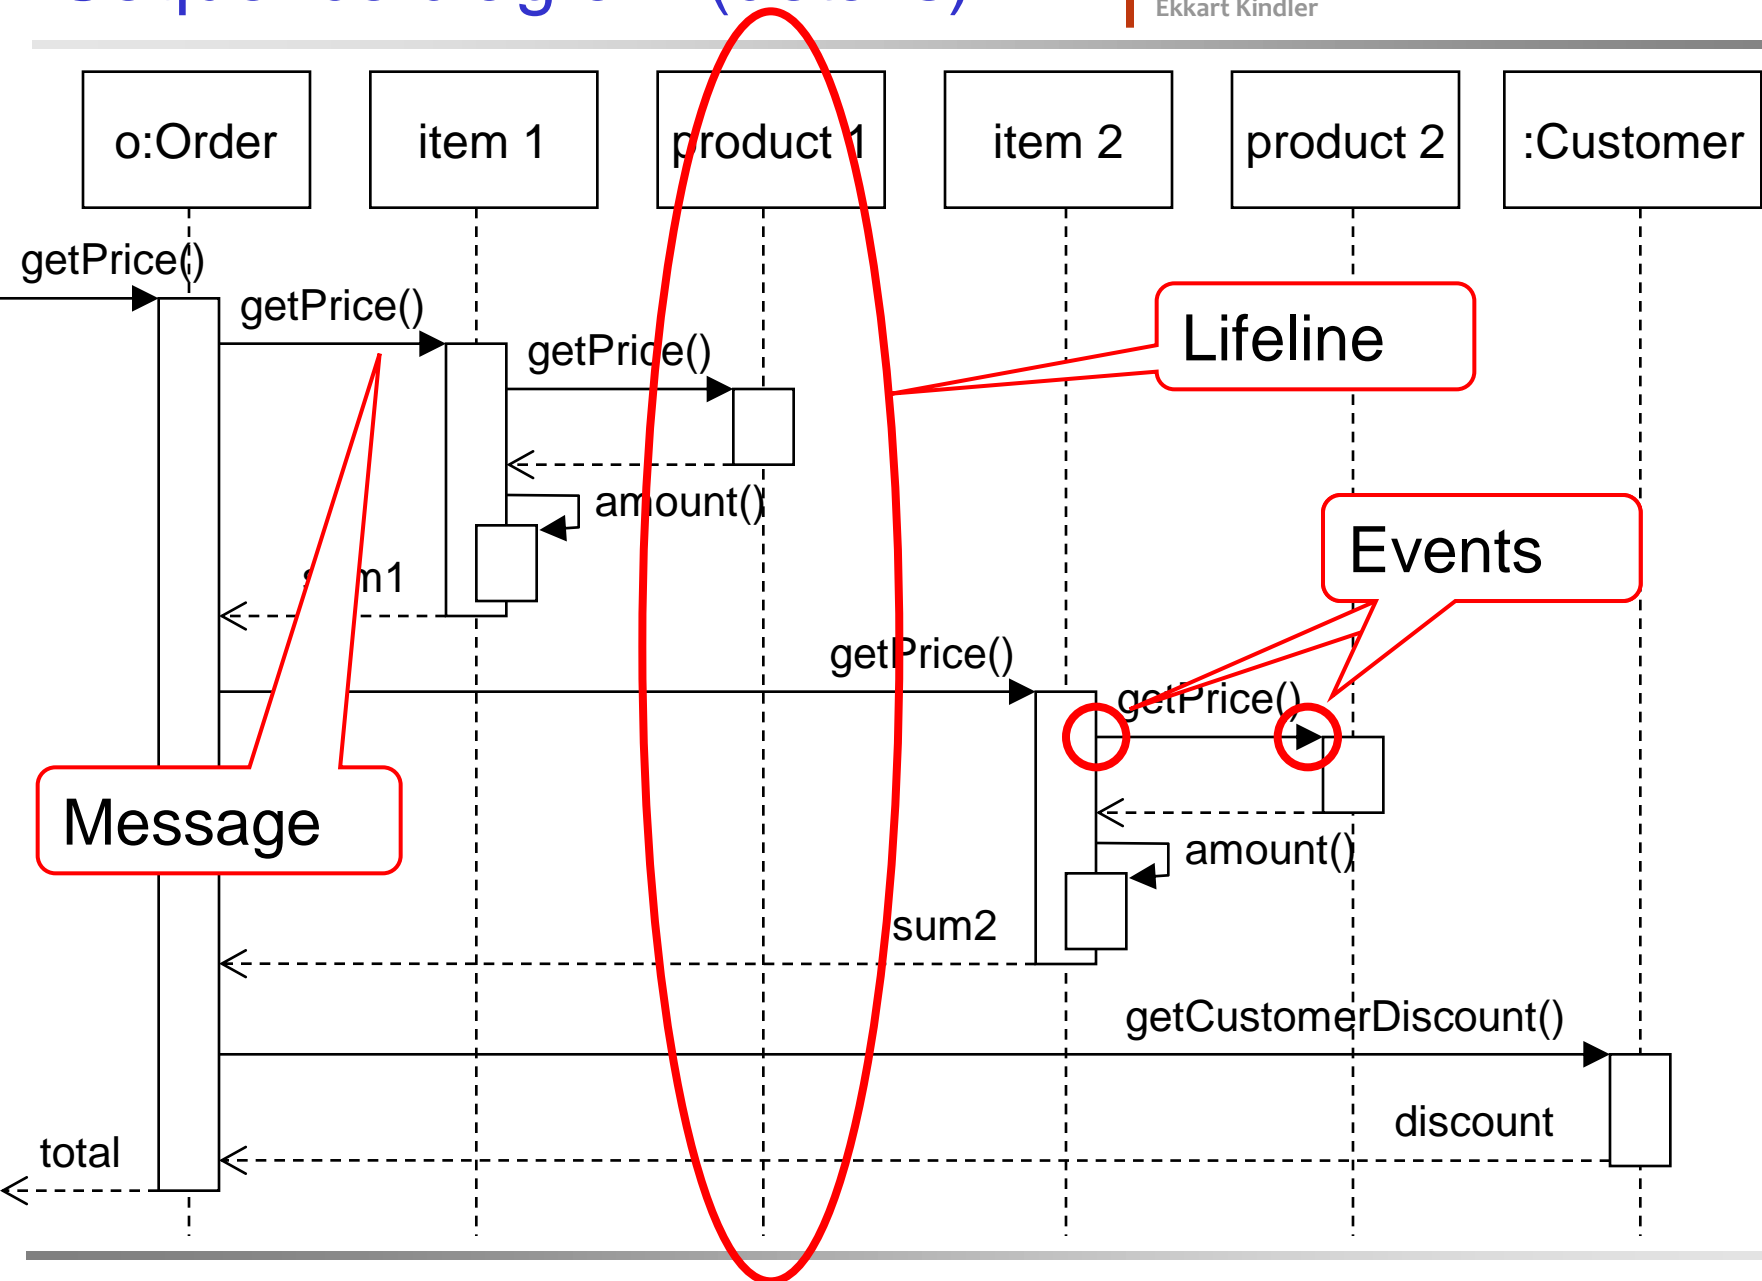 Ekkart Kindler
o:Order
item 1
product 1
item 2
product 2
:Customer
getPrice()
getPrice()
getPrice()
Lifeline
amount()
Events
getPrice()
getPrice()
Message
amount()
sum2
getCustomerDiscount()
discount
total